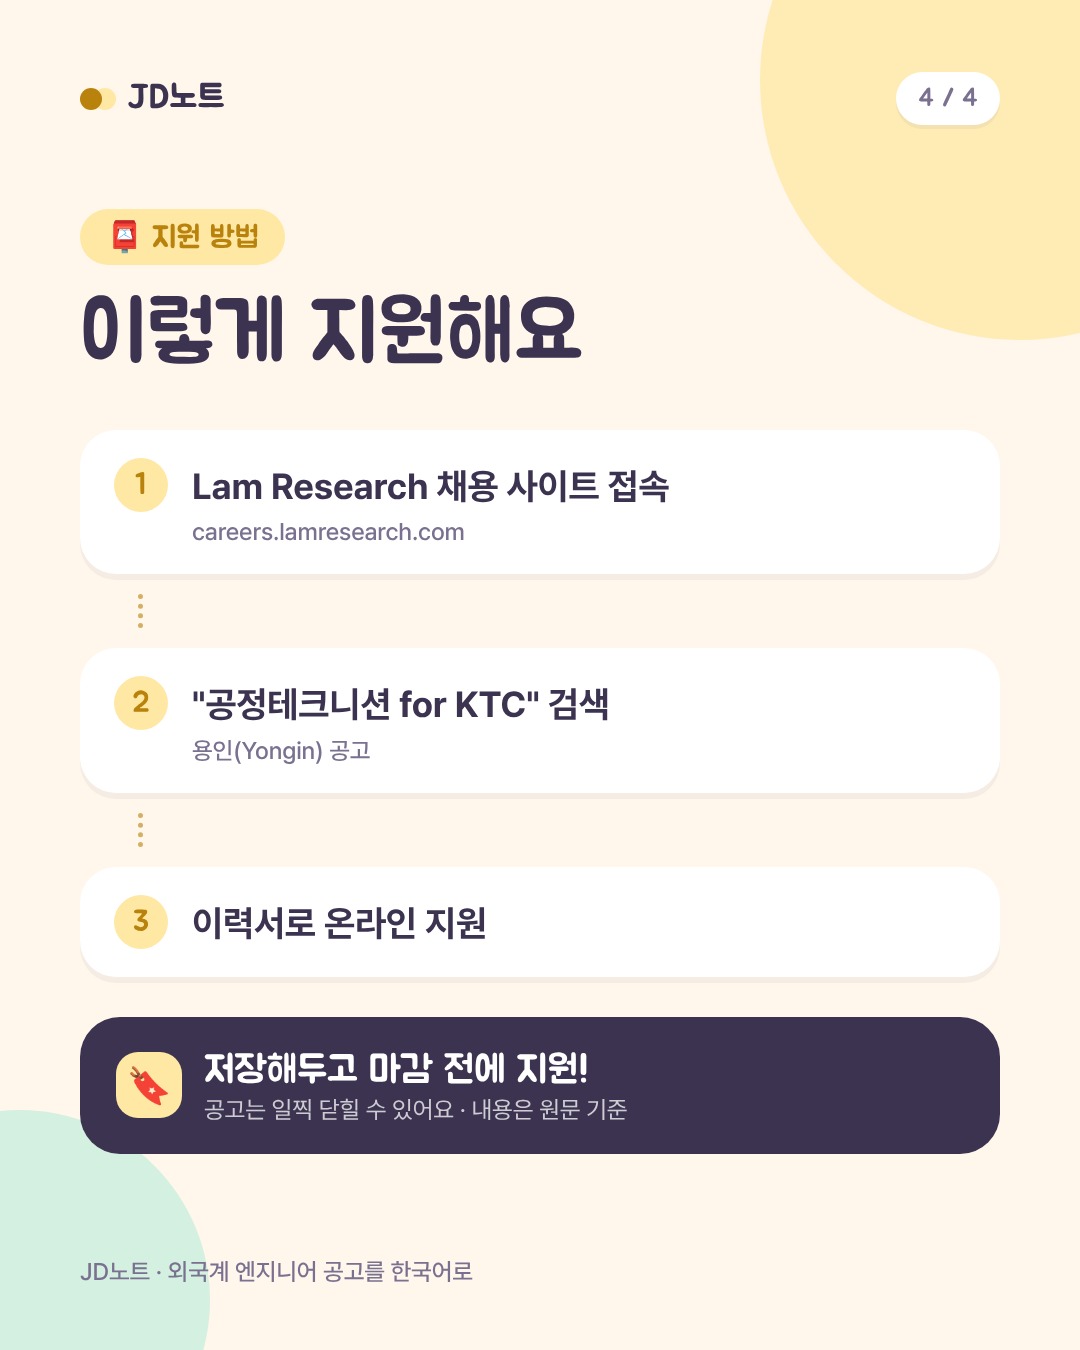 JD노트
4 / 4
지원 방법
이렇게 지원해요
1
Lam Research 채용 사이트 접속
careers.lamresearch.com
2
"공정테크니션 for KTC" 검색
용인(Yongin) 공고
3
이력서로 온라인 지원
저장해두고 마감 전에 지원!
공고는 일찍 닫힐 수 있어요 · 내용은 원문 기준
JD노트 · 외국계 엔지니어 공고를 한국어로